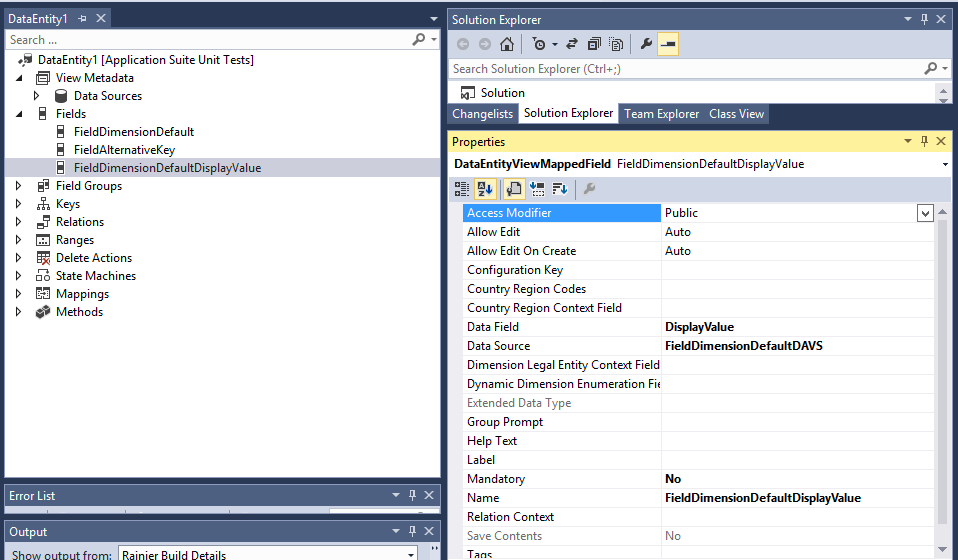 DataEntity1
Search ...
DataEntity1 [Application Suite Unit Tests]
View Metadata
Data Sources
Fields
FieldDimensionDefault
FieldAlternativeKey
FieldDimensionDefaultDisplayValue
Field Groups
Keys
Relations
Ranges
Delete Actions
State Machines
Mappings
Methods
Error List
Output
Show output from: Rainier Build Details
Solution Explorer
Search Solution Explorer (Ctrl+;)
Solution
Changelists Solution Explorer Team Explorer Class View
Properties
DataEntityViewMappedField FieldDimensionDefaultDisplayValue
Access Modifier Public
Allow Edit Auto
Allow Edit On Create Auto
Configuration Key
Country Region Codes
Country Region Context Field
Data Field DisplayValue
Data Source FieldDimensionDefaultDAVS
Dimension Legal Entity Context Field
Dynamic Dimension Enumeration Fie
Extended Data Type
Group Prompt
Help Text
Label
Mandatory No
Name FieldDimensionDefaultDisplayValue
Relation Context
Save Contents No
Tags